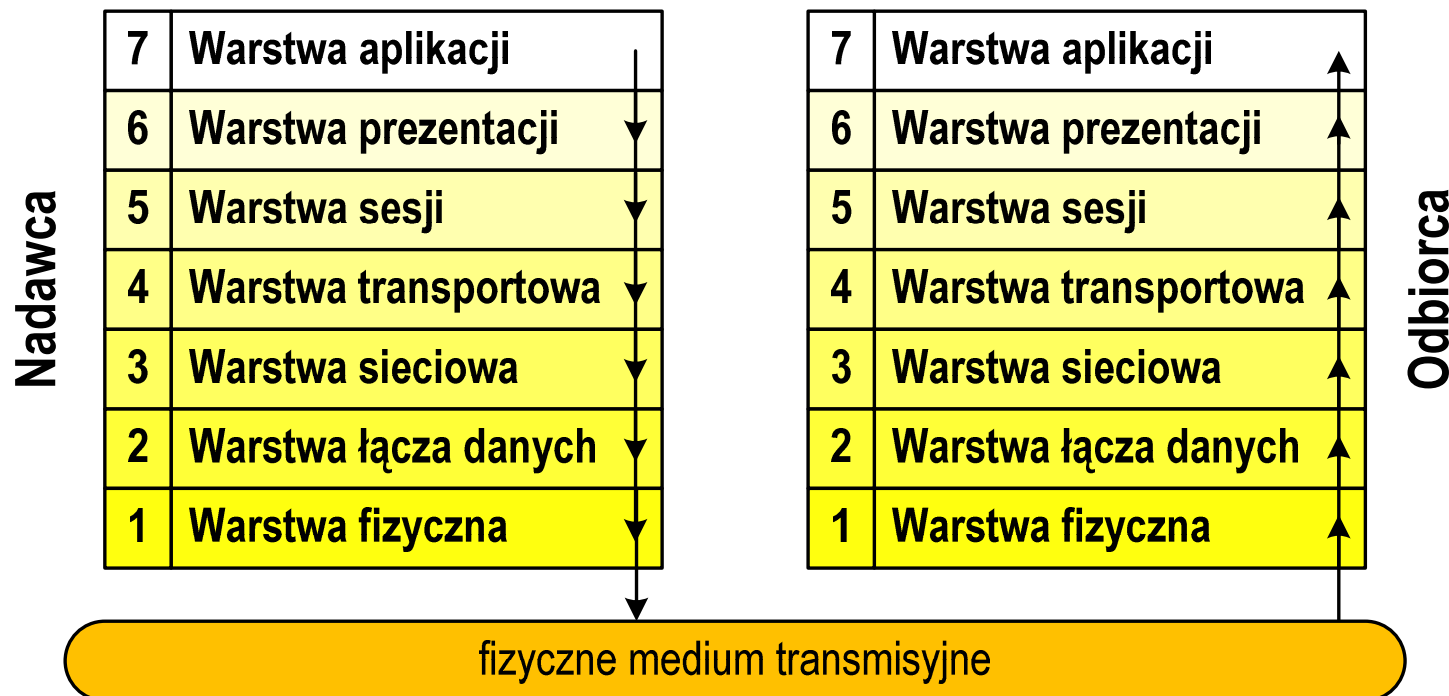 Nadawca
7 Warstwa aplikacji
6 Warstwa prezentacji
5 Warstwa sesji
4 Warstwa transportowa
3 Warstwa sieciowa
2 Warstwa łącza danych
1 Warstwa fizyczna
7 Warstwa aplikacji
6 Warstwa prezentacji
5 Warstwa sesji
4 Warstwa transportowa
3 Warstwa sieciowa
2 Warstwa łącza danych
1 Warstwa fizyczna
Odbiorca
fizyczne medium transmisyjne